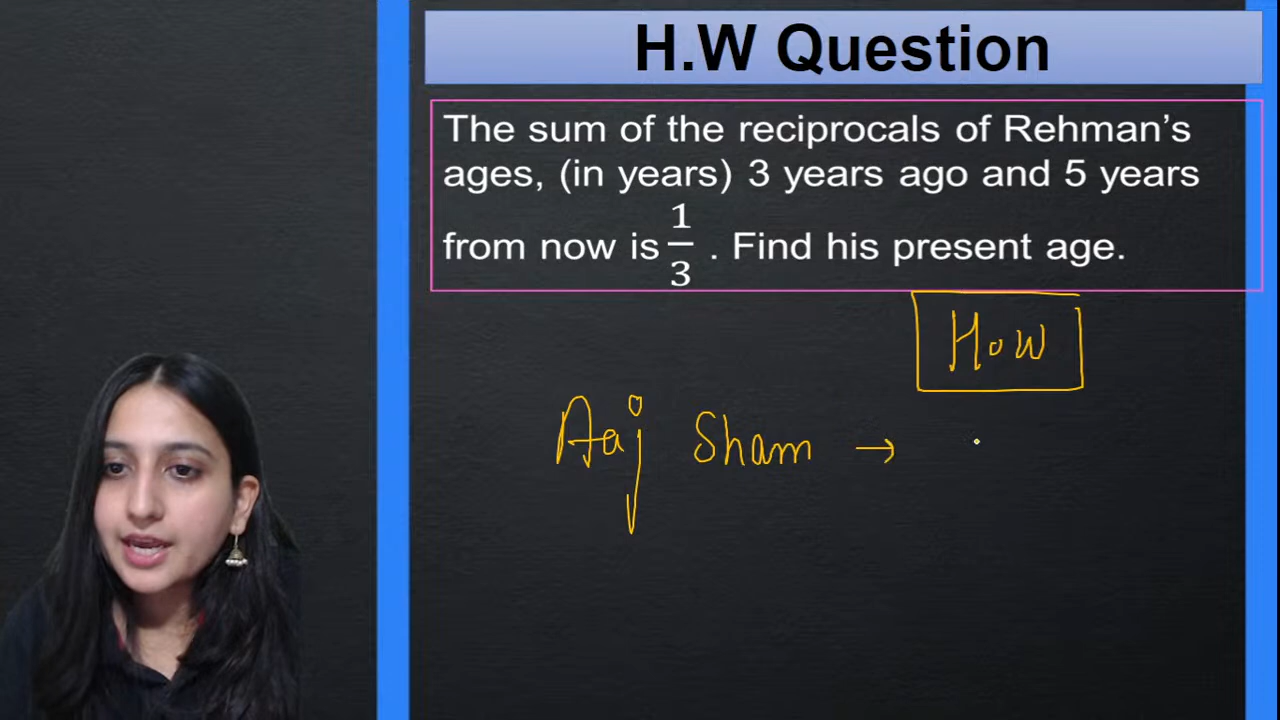 H.W Question
The sum of the reciprocals of Rehman's
ages, (in years) 3 years ago and 5 years
from now is 1/3 . Find his present age.
HoW
Aaj Sham →